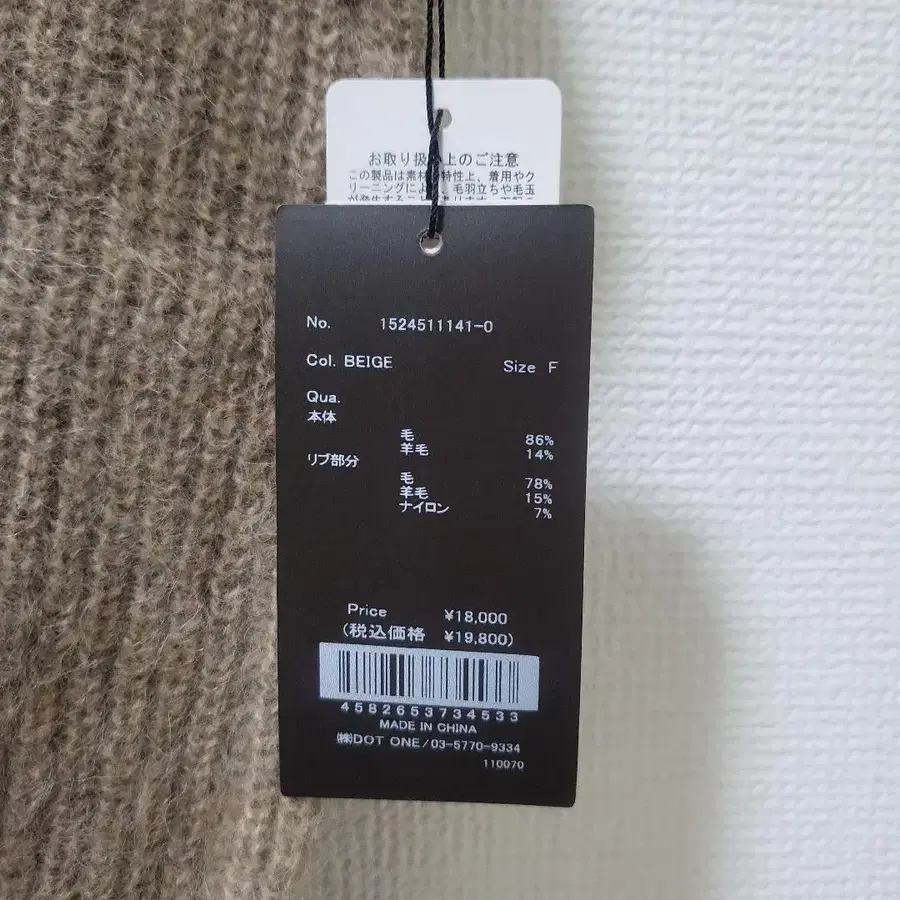 お取り扱い上のご注意
この製品は素材 特性上、着用やク
リーニングによ 、毛羽立ちや毛玉
No. 1524511141-0
Col. BEIGE Size F
Qua.
本体
毛 86%
羊毛 14%
リブ部分
毛 78%
羊毛 15%
ナイロン 7%
Price ¥18,000
(税込価格 ¥19,800)
4582653734533
MADE IN CHINA
㈱DOT ONE/03-5770-9334
110070